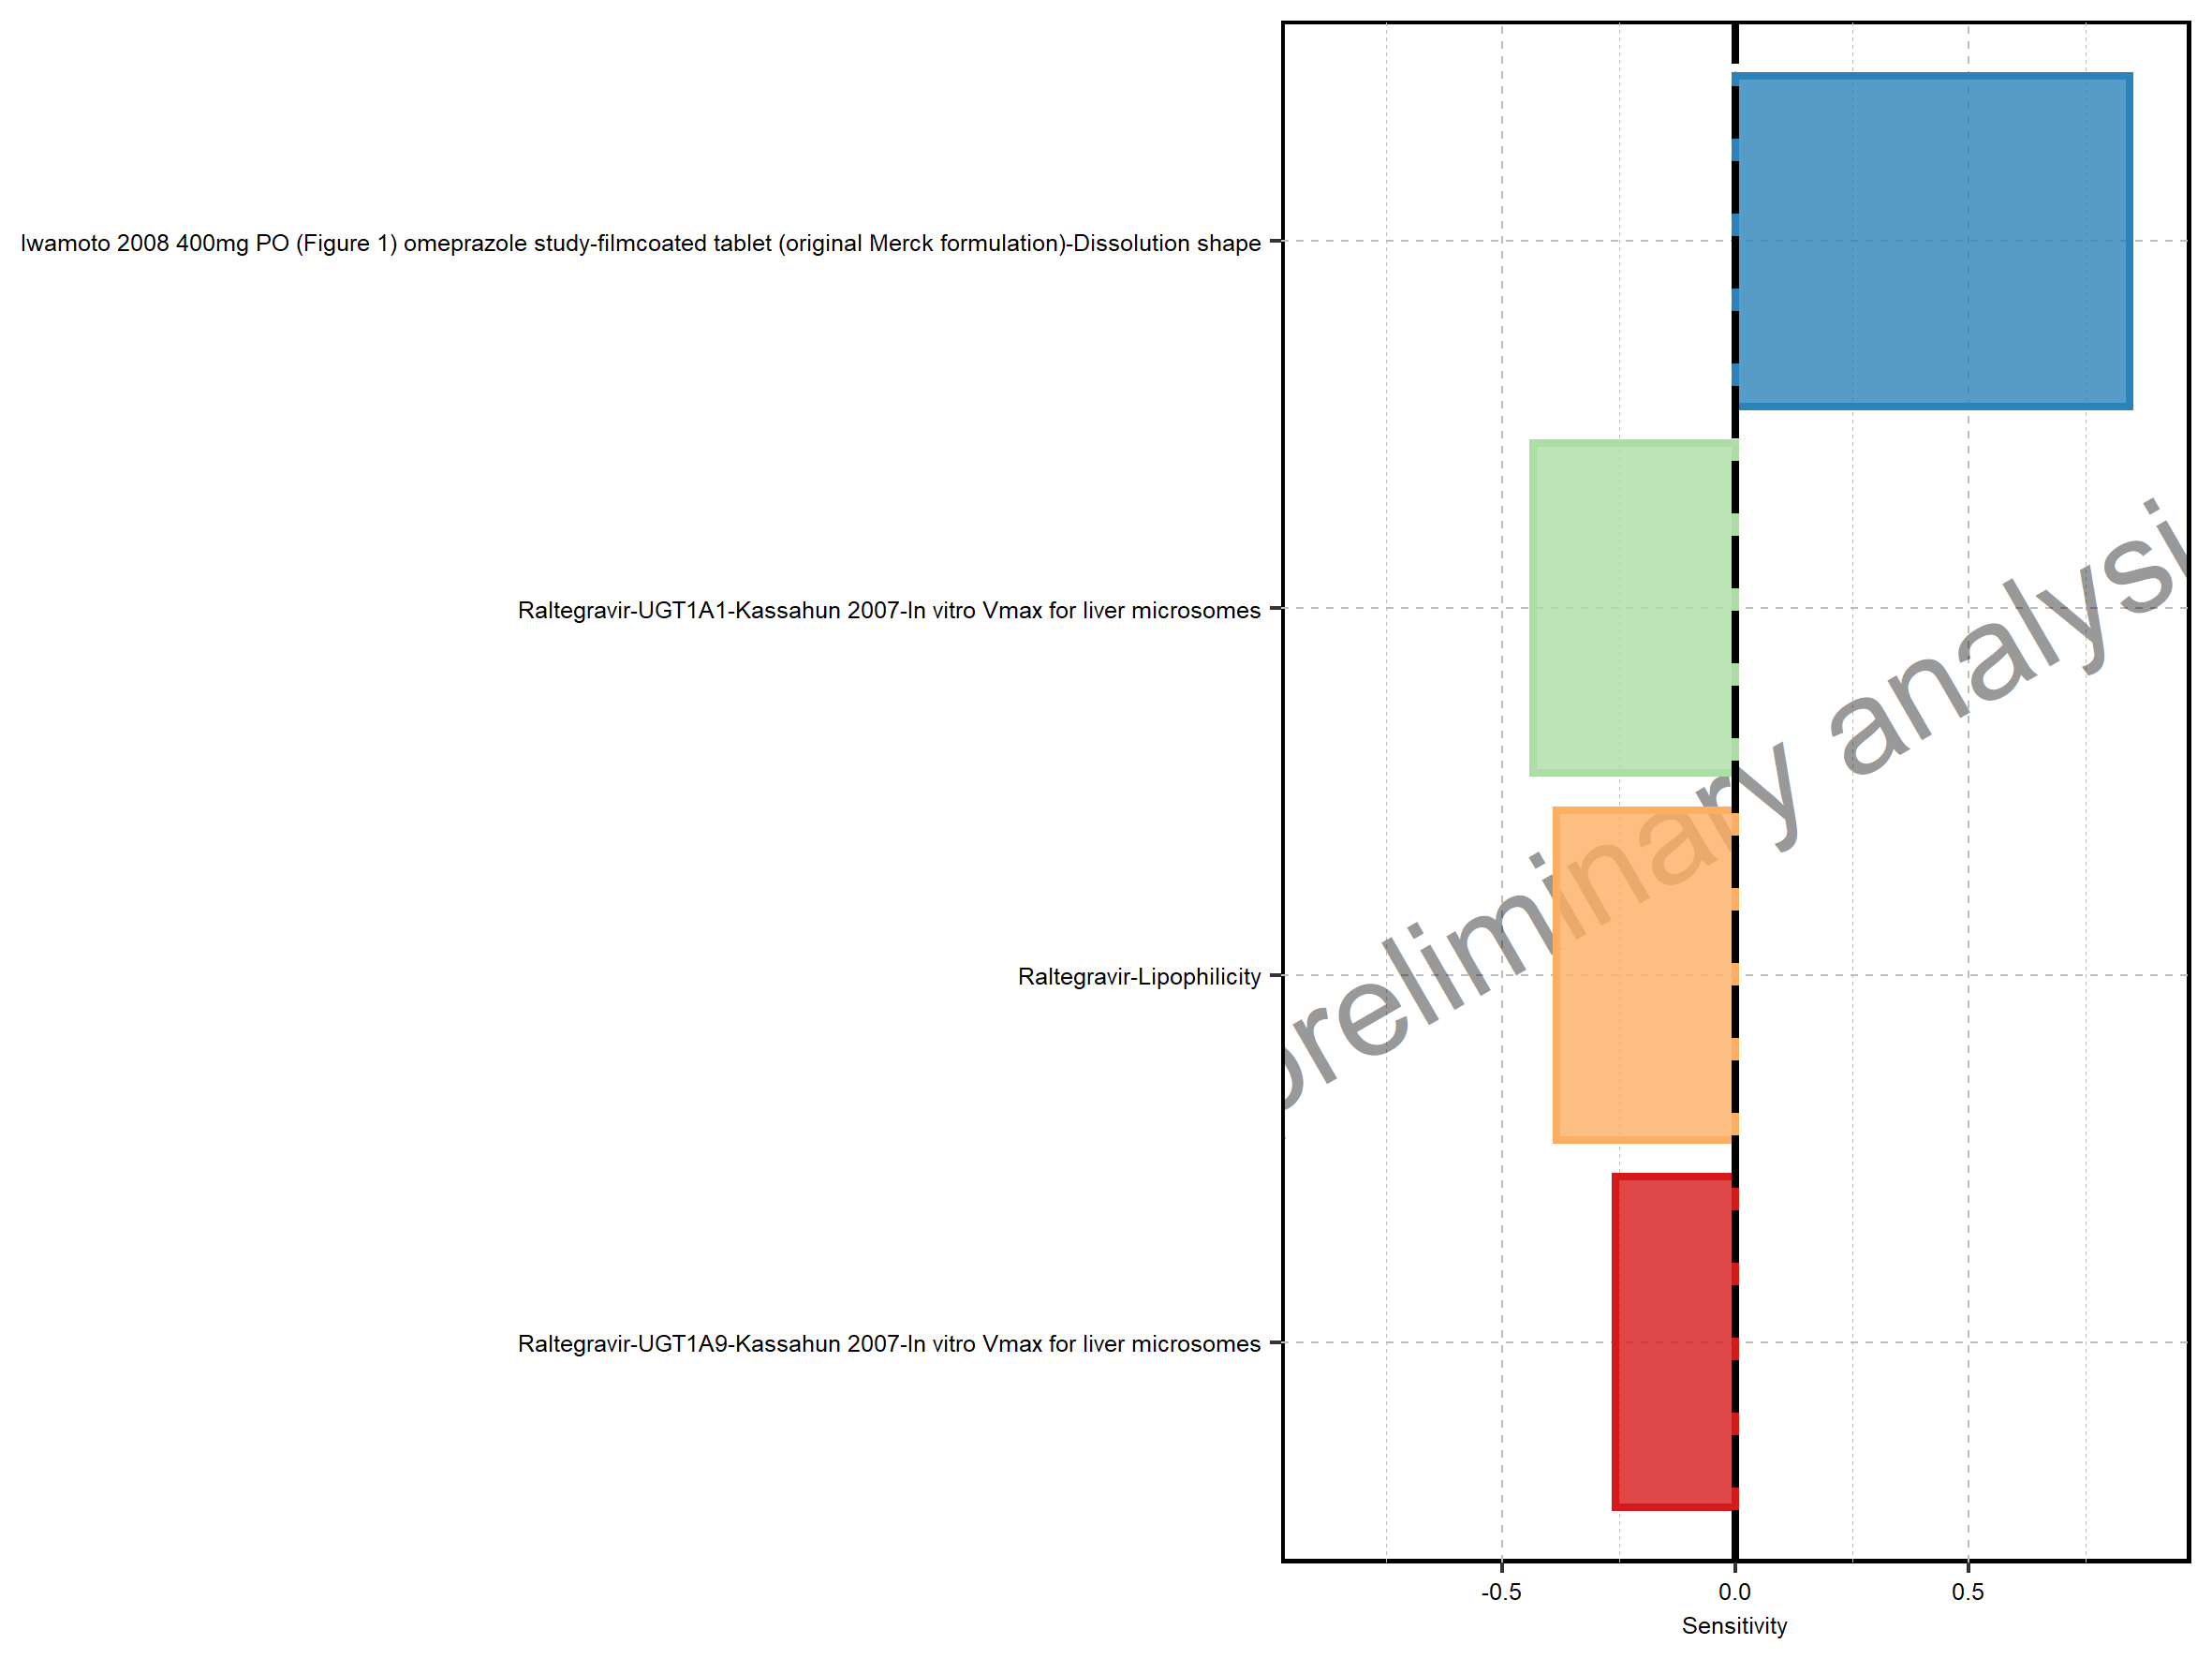 Iwamoto 2008 400mg PO (Figure 1) omeprazole study-filmcoated tablet (original Merck formulation)-Dissolution shape
Raltegravir-UGT1A1-Kassahun 2007-In vitro Vmax for liver microsomes
Raltegravir-Lipophilicity
Raltegravir-UGT1A9-Kassahun 2007-In vitro Vmax for liver microsomes
preliminary analysi
-0.5 0.0 0.5
Sensitivity